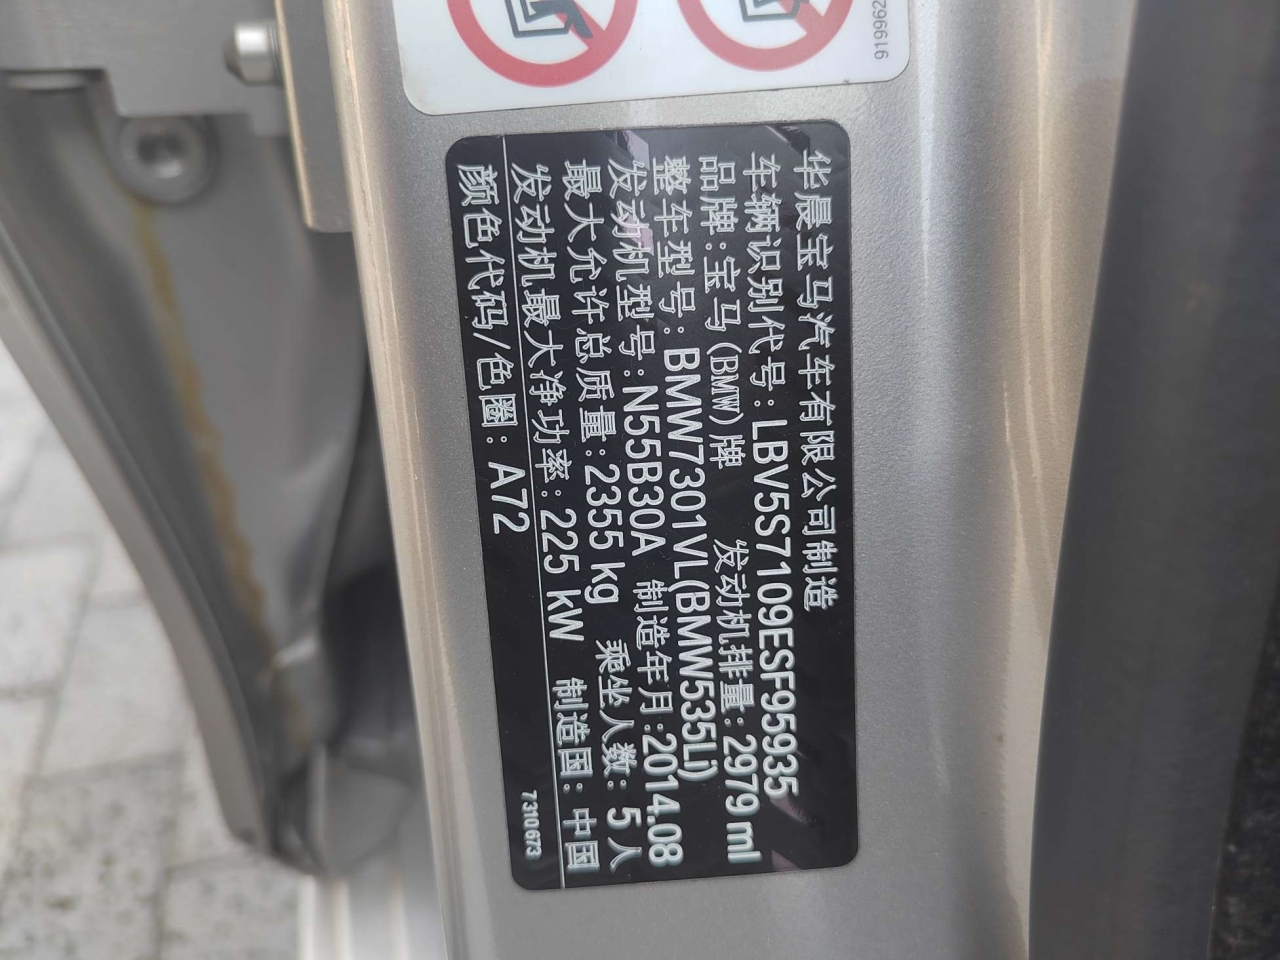 919962
华晨宝马汽车有限公司制造
车辆识别代号:LBV5S7109ESF95935
品牌:宝马(BMW)牌 发动机排量:2979 ml
整车型号:BMW7301VL(BMW535Li)
发动机型号:N55B30A 制造年月:2014.08
最大允许总质量:2355 kg 乘坐人数:5人
发动机最大净功率:225 kW 制造国:中国
颜色代码/色圈:A72
7310673